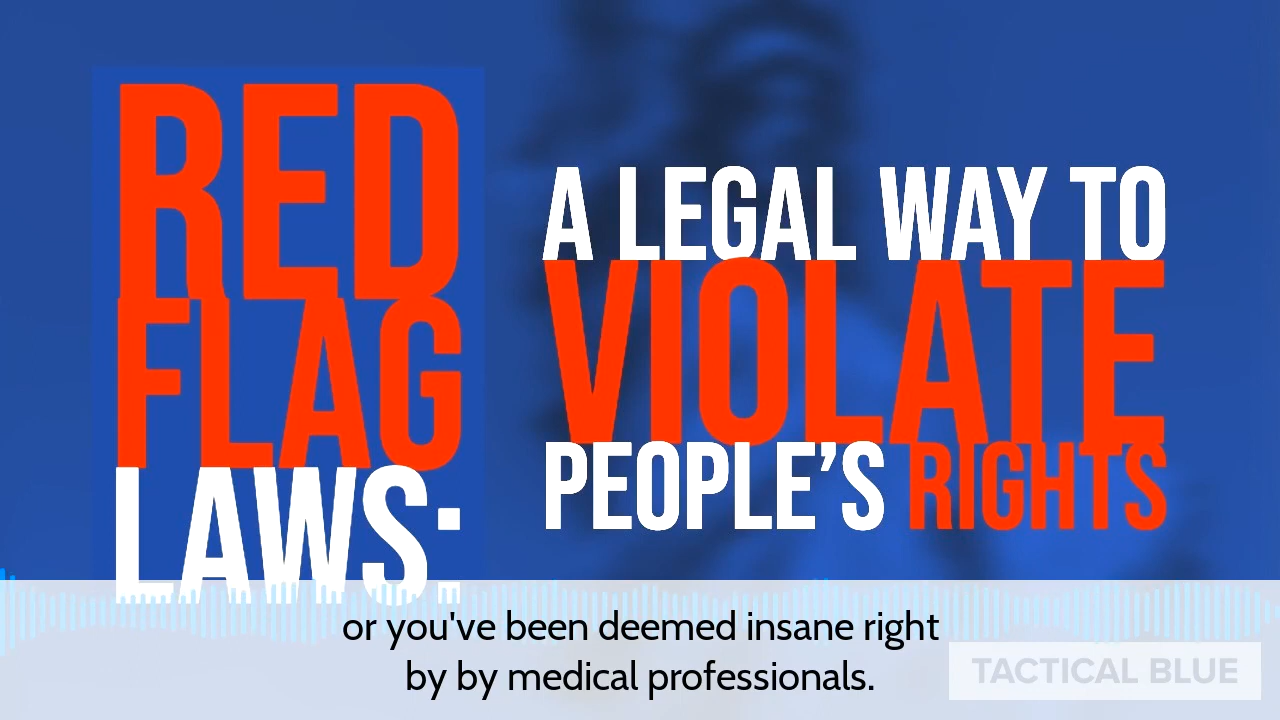 RED
FLAG
LAWS:
A LEGAL WAY TO
VIOLATE
PEOPLE'S RIGHTS
or you've been deemed insane right
by by medical professionals.
TACTICAL BLUE